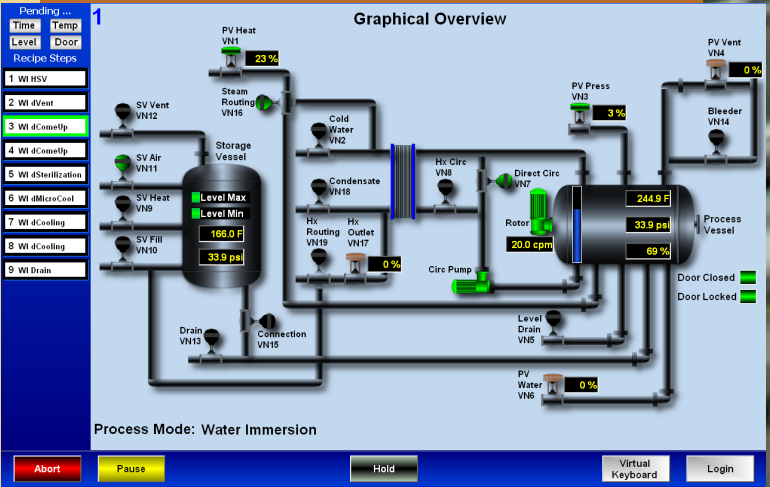 Pending ...
Time
Temp
Level
Door
Recipe Steps
1 WI HSV
2 WI dVent
3 WI dComeUp
4 WI dComeUp
5 WI dSterilization
6 WI dMicroCool
7 WI dCooling
8 WI dCooling
9 WI Drain
1
Graphical Overview
PV Heat
VN1
23 %
Steam
Routing
VN16
SV Vent
VN12
SV Air
VN11
SV Heat
VN9
SV Fill
VN10
Storage
Vessel
Level Max
Level Min
166.0 F
33.9 psi
Cold
Water
VN2
Condensate
VN18
Hx
Routing
VN19
Hx
Outlet
VN17
0 %
Hx Circ
VN8
Direct Circ
VN7
Circ Pump
Rotor
20.0 cpm
PV Press
VN3
3 %
PV Vent
VN4
0 %
Bleeder
VN14
244.9 F
33.9 psi
69 %
Process
Vessel
Door Closed
Door Locked
Level
Drain
VN5
PV
Water
VN6
0 %
Drain
VN13
Connection
VN15
Process Mode: Water Immersion
Abort
Pause
Hold
Virtual
Keyboard
Login